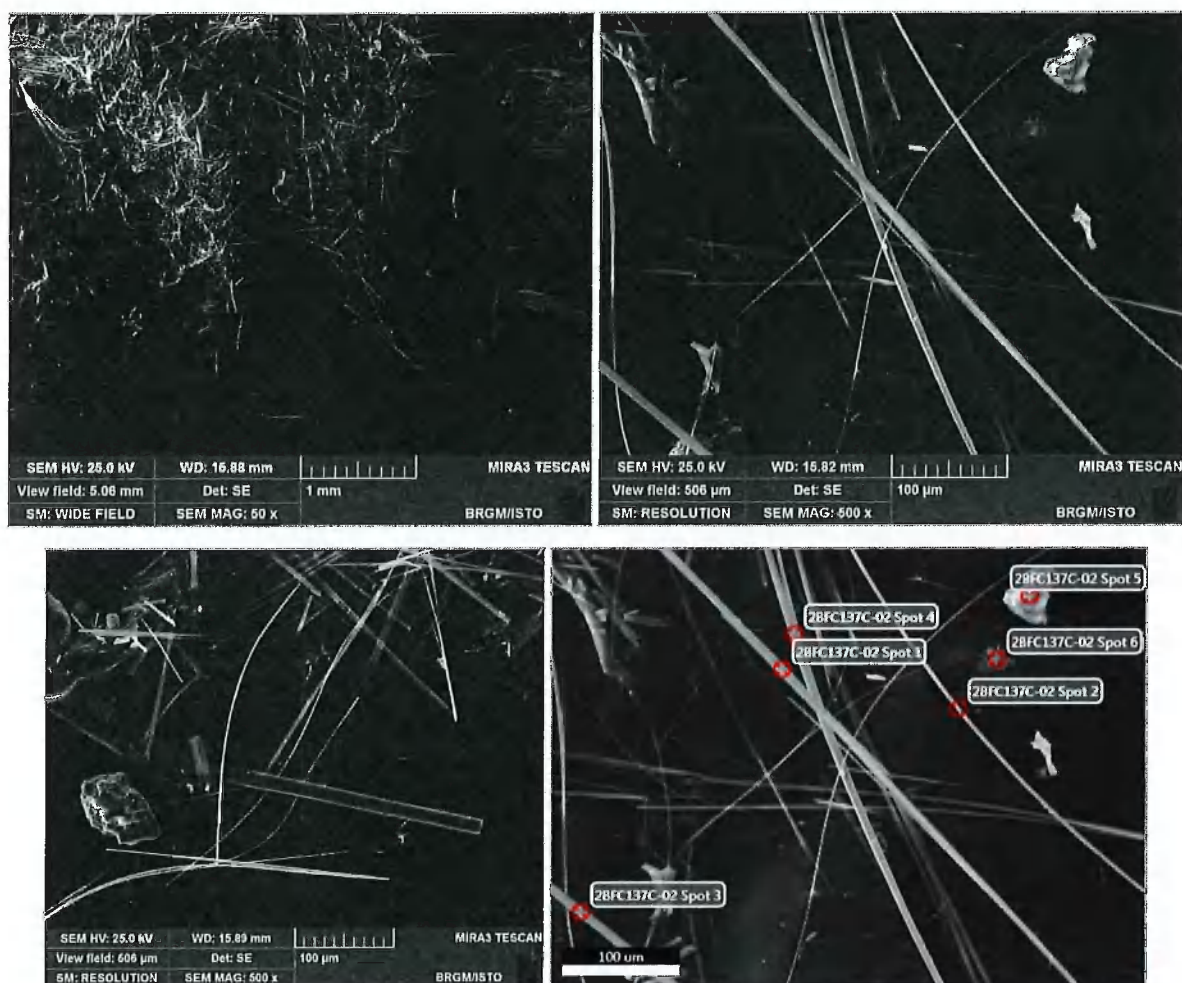 SEM HV: 25.0 kV WD: 15.88 mm MIRA3 TESCAN
View field: 5.06 mm Det: SE 1 mm
SM: WIDE FIELD SEM MAG: 50 x BRGM/ISTO
SEM HV: 25.0 kV WD: 15.82 mm MIRA3 TESCAN
View field: 506 µm Det: SE 100 µm
SM: RESOLUTION SEM MAG: 500 x BRGM/ISTO
SEM HV: 25.0 kV WD: 15.89 mm MIRA3 TESCAN
View field: 506 µm Det: SE 100 µm
SM: RESOLUTION SEM MAG: 500 x BRGM/ISTO
28FC137C-02 Spot 5
28FC137C-02 Spot 4
28FC137C-02 Spot 6
28FC137C-02 Spot 1
28FC137C-02 Spot 2
28FC137C-02 Spot 3
100 um